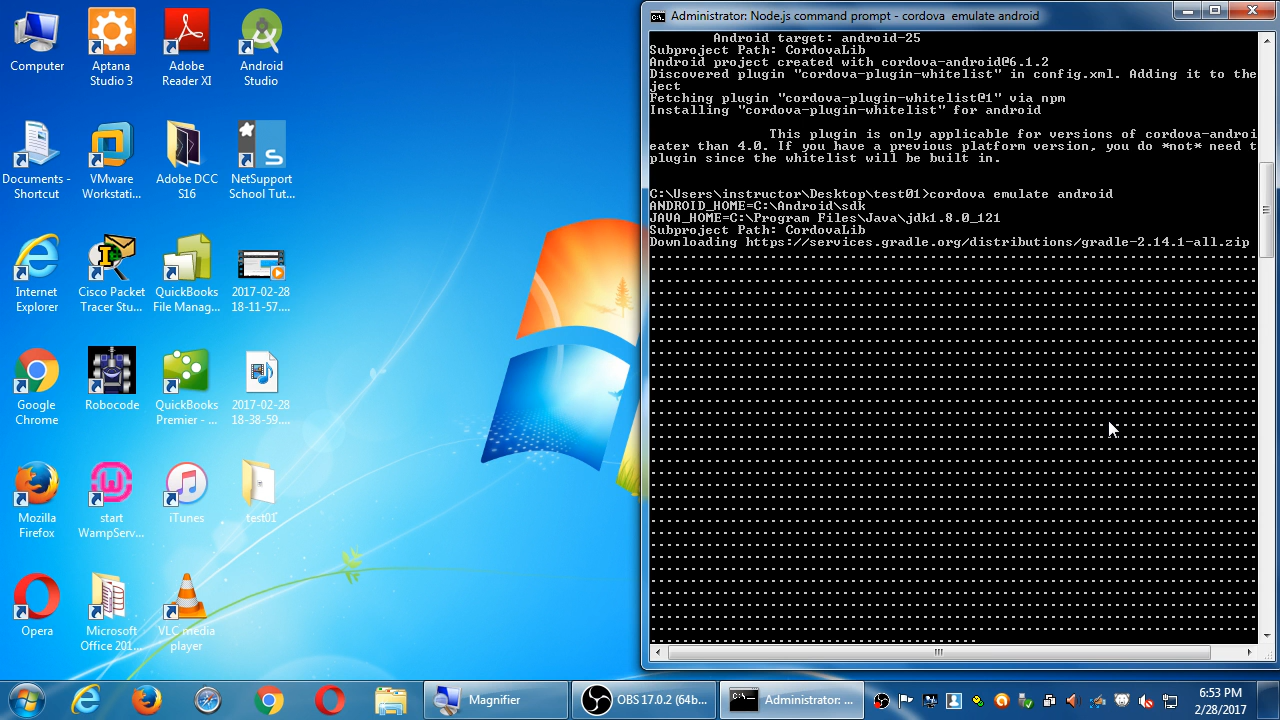 Computer
Aptana
Studio 3
Adobe
Reader XI
Android
Studio
Documents -
Shortcut
VMware
Workstati...
Adobe DCC
S16
NetSupport
School Tut...
Internet
Explorer
Cisco Packet
Tracer Stu...
QuickBooks
File Manag...
2017-02-28
18-11-57....
Google
Chrome
Robocode
QuickBooks
Premier - ...
2017-02-28
18-38-59....
Mozilla
Firefox
start
WampServ...
iTunes
test01
Opera
Microsoft
Office 201...
VLC media
player
Administrator: Node.js command prompt - cordova  emulate android
Android target: android-25
Subproject Path: CordovaLib
Android project created with cordova-android@6.1.2
Discovered plugin "cordova-plugin-whitelist" in config.xml. Adding it to the
ject
Fetching plugin "cordova-plugin-whitelist@1" via npm
Installing "cordova-plugin-whitelist" for android
This plugin is only applicable for versions of cordova-androi
eater than 4.0. If you have a previous platform version, you do *not* need t
plugin since the whitelist will be built in.
C:\Users\instructor\Desktop\test01>cordova emulate android
ANDROID_HOME=C:\Android\sdk
JAVA_HOME=C:\Program Files\Java\jdk1.8.0_121
Subproject Path: CordovaLib
Downloading https://services.gradle.org/distributions/gradle-2.14.1-all.zip
Magnifier
OBS 17.0.2 (64b...
Administrator: ...
6:53 PM
2/28/2017